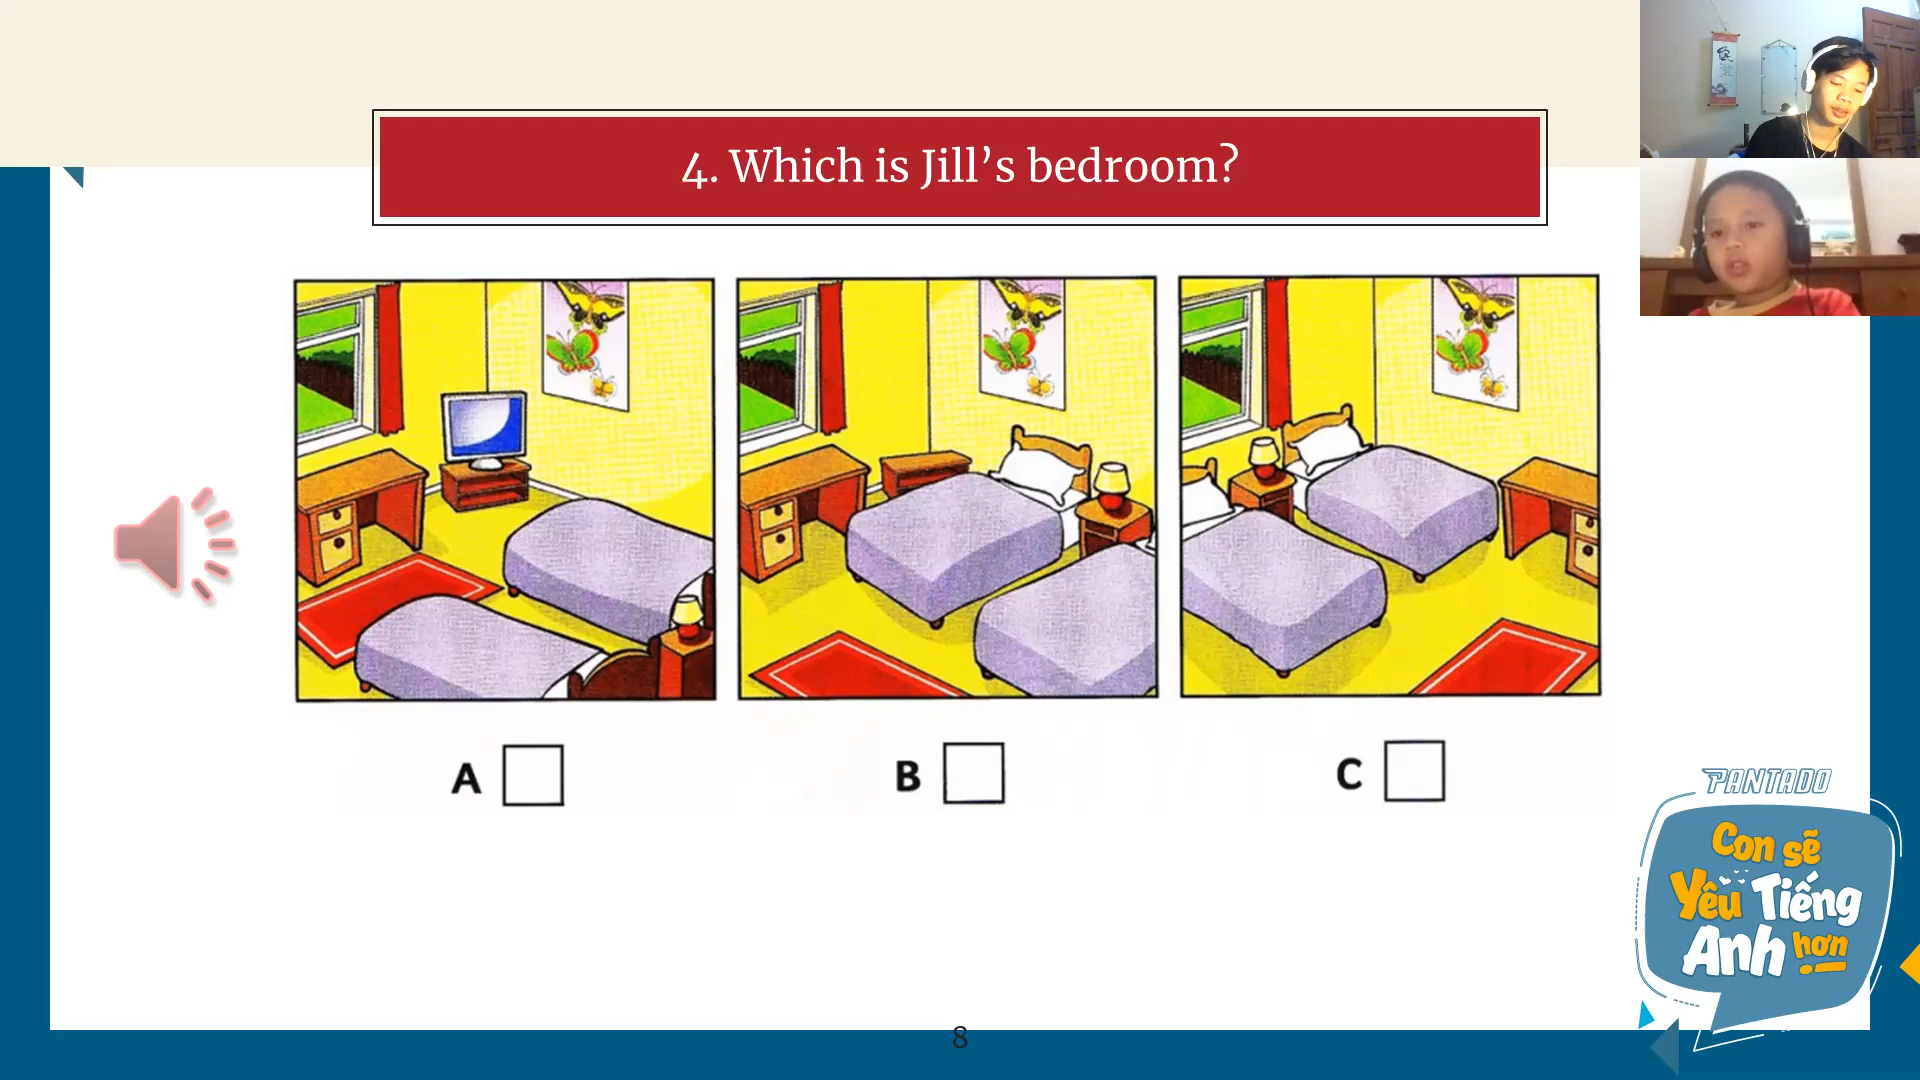 4. Which is Jill’s bedroom?
A
B
C
PANTADO
Con sẽ
Yêu Tiếng
Anh hơn
8